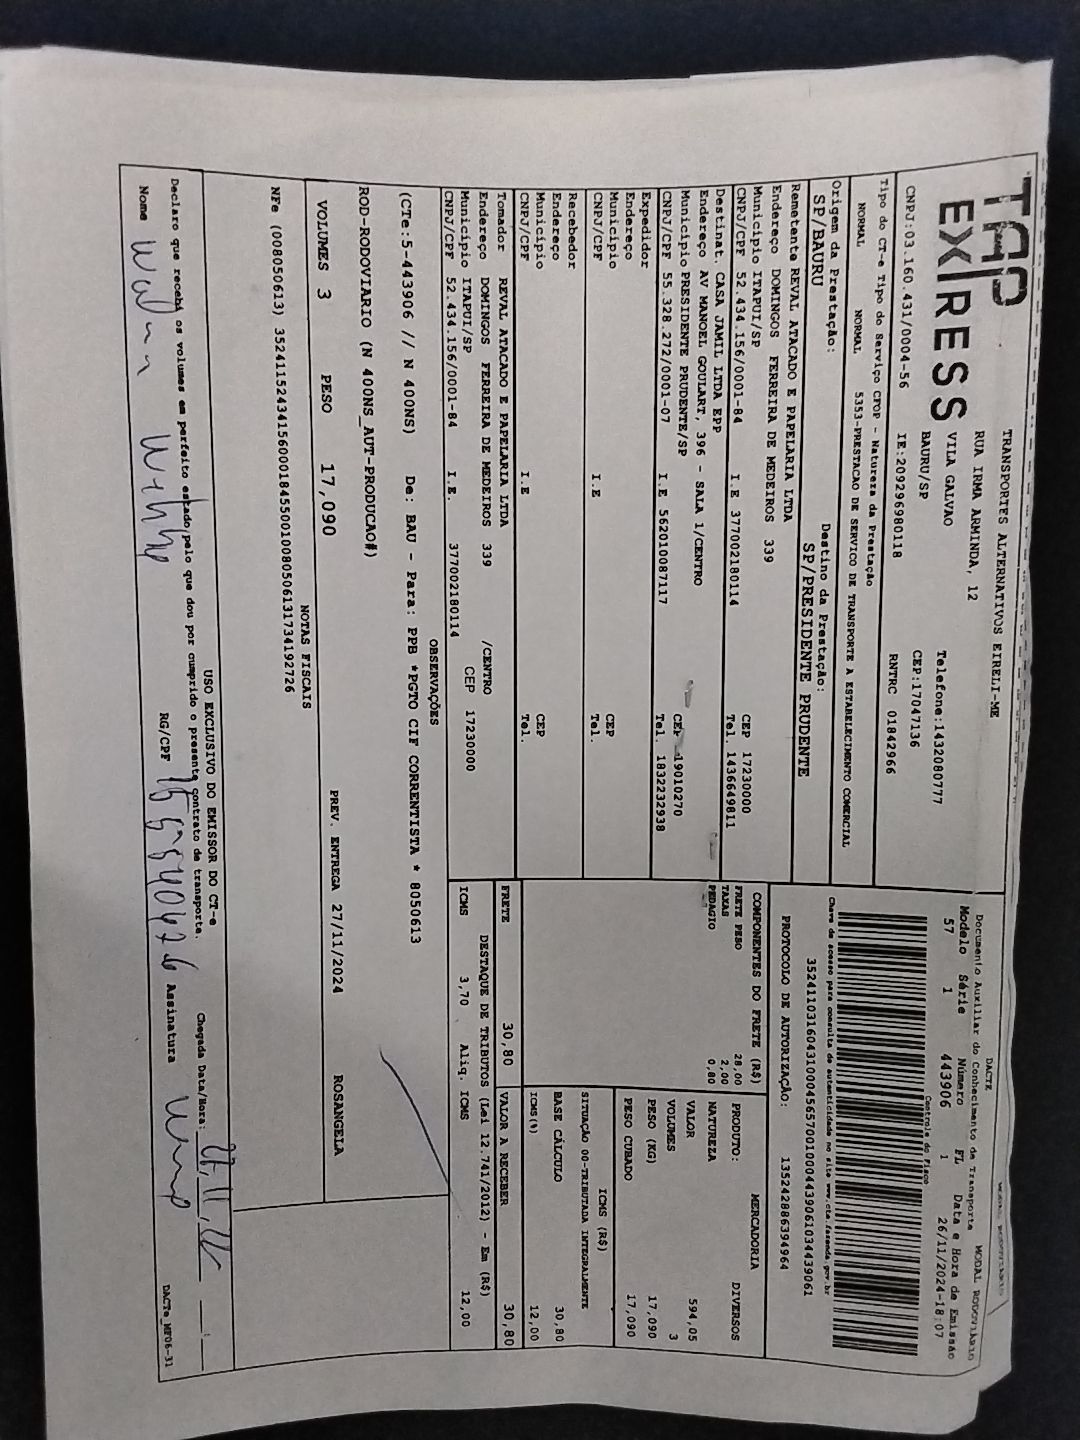 TAP
EXPRESS
TRANSPORTES ALTERNATIVOS EIRELI-ME
RUA IRMA ARMINDA, 12
VILA GALVAO Telefone:1432080777
BAURU/SP CEP:17047136
CNPJ:03.160.431/0004-56 IE:209296980118 RNTRC 01842966
Tipo do CT-e Tipo do Serviço CFOP - Natureza da Prestação
NORMAL NORMAL 5353-PRESTACAO DE SERVICO DE TRANSPORTE A ESTABELECIMENTO COMERCIAL
Origem da Prestação: Destino da Prestação:
SP/BAURU SP/PRESIDENTE PRUDENTE
Remetente REVAL ATACADO E PAPELARIA LTDA
Endereço DOMINGOS FERREIRA DE MEDEIROS 339
Município ITAPUI/SP CEP 17230000
CNPJ/CPF 52.434.156/0001-84 I.E 377002180114 Tel. 1436649811
Destinat. CASA JAMIL LTDA EPP
Endereço AV MANOEL GOULART, 396 - SALA 1/CENTRO
Município PRESIDENTE PRUDENTE/SP CEP 19010270
CNPJ/CPF 55.328.272/0001-07 I.E 562010087117 Tel. 1832232938
Expedidor
Endereço
Município CEP
CNPJ/CPF I.E Tel.
Recebedor
Endereço
Município CEP
CNPJ/CPF I.E Tel.
Tomador REVAL ATACADO E PAPELARIA LTDA
Endereço DOMINGOS FERREIRA DE MEDEIROS 339 /CENTRO
Município ITAPUI/SP CEP 17230000
CNPJ/CPF 52.434.156/0001-84 I.E. 377002180114
DACTE MODAL RODOVIÁRIO
Documento Auxiliar do Conhecimento de Transporte MODAL RODOVIÁRIO
Modelo Série Número FL Data e Hora de Emissão
57 1 443906 1 26/11/2024-18:07
Controle do Fisco
Chave de acesso para consulta de autenticidade no site www.cte.fazenda.gov.br
35241103160431000456570010004439061034439061
PROTOCOLO DE AUTORIZAÇÃO: 135242886394964
COMPONENTES DO FRETE (R$)
FRETE PESO 28,00
TAXAS 2,00
PEDAGIO 0,80
PRODUTO: MERCADORIA
NATUREZA DIVERSOS
VALOR 594,05
VOLUMES 3
PESO (KG) 17,090
PESO CUBADO 17,090
ICMS (R$)
SITUAÇÃO 00-TRIBUTADA INTEGRALMENTE
BASE CÁLCULO 30,80
ICMS(%) 12,00
FRETE 30,80 VALOR A RECEBER 30,80
DESTAQUE DE TRIBUTOS (Lei 12.741/2012) - Em (R$)
ICMS 3,70 Aliq. ICMS 12,00
OBSERVAÇÕES
(CTe:5-443906 // N 400NS) De: BAU - Para: PPB *PGTO CIF CORRENTISTA * 8050613
ROD-RODOVIARIO (N 400NS_AUT-PRODUCAO#)
VOLUMES 3 PESO 17,090 PREV. ENTREGA 27/11/2024 ROSANGELA
NOTAS FISCAIS
NFe (008050613) 35241152434156000184550010080506131734192726
USO EXCLUSIVO DO EMISSOR DO CT-e
Declaro que recebi os volumes em perfeito estado pelo que dou por cumprido o presente contrato de transporte. Chegada Data/Hora:
Nome RG/CPF Assinatura
DACTe_MF06-31